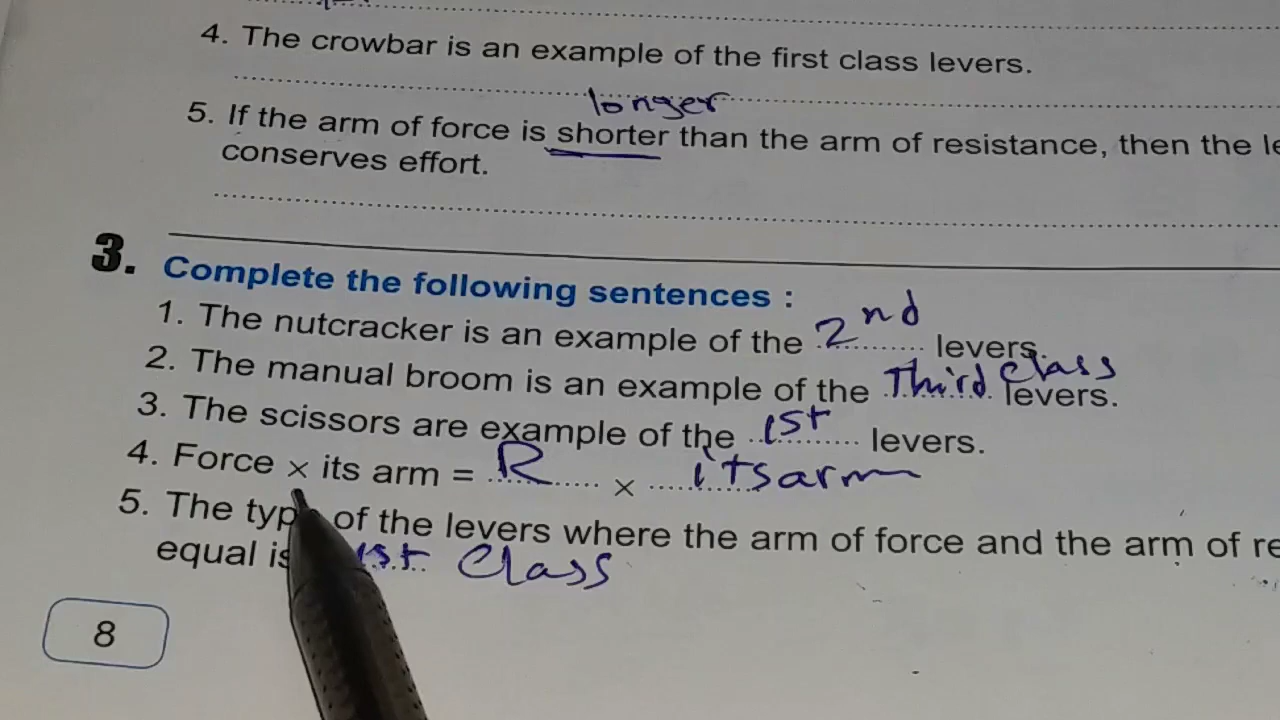 4. The crowbar is an example of the first class levers.
longer
5. If the arm of force is shorter than the arm of resistance, then the le
conserves effort.
3. Complete the following sentences :
1. The nutcracker is an example of the 2nd levers.
2. The manual broom is an example of the Third class levers.
3. The scissors are example of the 1st levers.
4. Force × its arm = R × its arm
5. The type of the levers where the arm of force and the arm of re
equal is 1st class
8